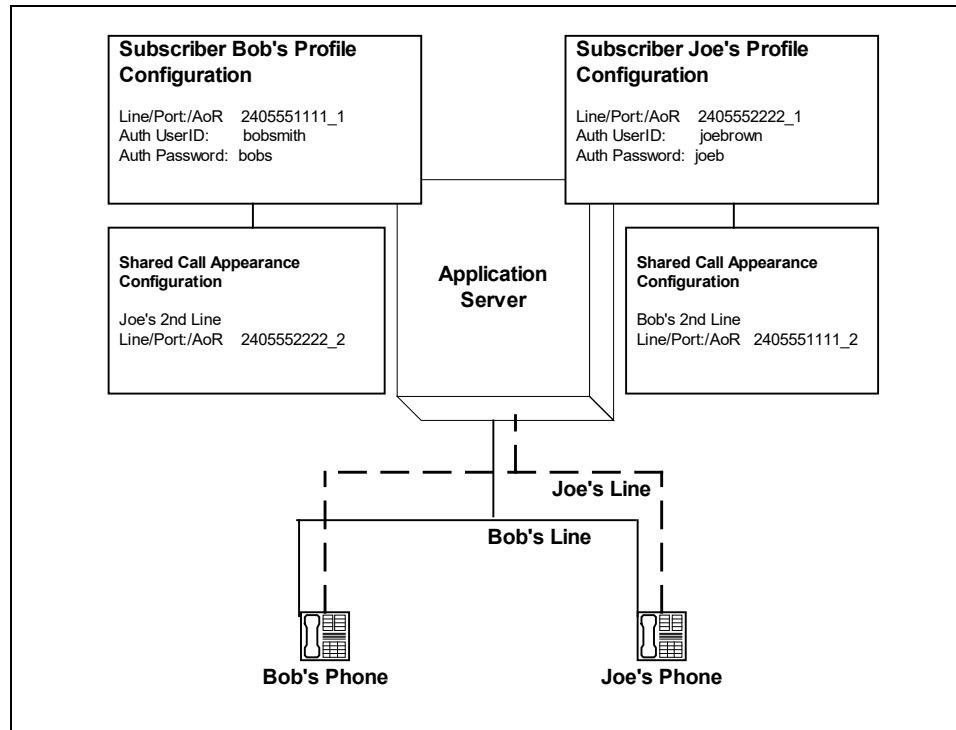 Subscriber Bob's Profile
Configuration
Line/Port:/AoR 2405551111_1
Auth UserID: bobsmith
Auth Password: bobs
Subscriber Joe's Profile
Configuration
Line/Port:/AoR 2405552222_1
Auth UserID: joebrown
Auth Password: joeb
Shared Call Appearance
Configuration
Joe's 2nd Line
Line/Port:/AoR 2405552222_2
Application
Server
Shared Call Appearance
Configuration
Bob's 2nd Line
Line/Port:/AoR 2405551111_2
Joe's Line
Bob's Line
Bob's Phone
Joe's Phone